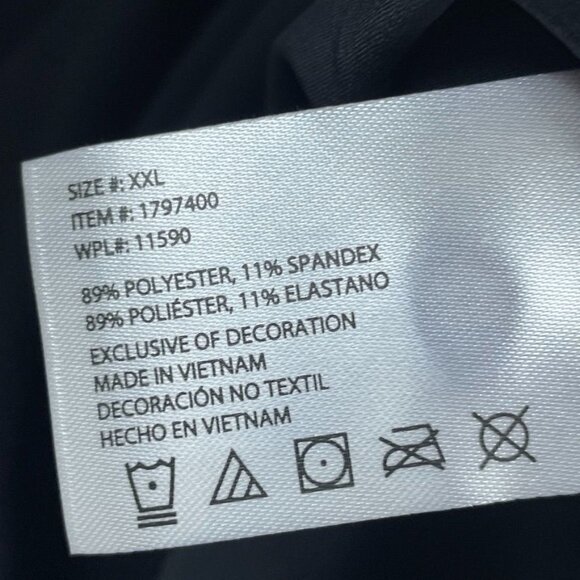 SIZE #: XXL
ITEM #: 1797400
WPL#: 11590
89% POLYESTER, 11% SPANDEX
89% POLIÉSTER, 11% ELASTANO
EXCLUSIVE OF DECORATION
MADE IN VIETNAM
DECORACIÓN NO TEXTIL
HECHO EN VIETNAM